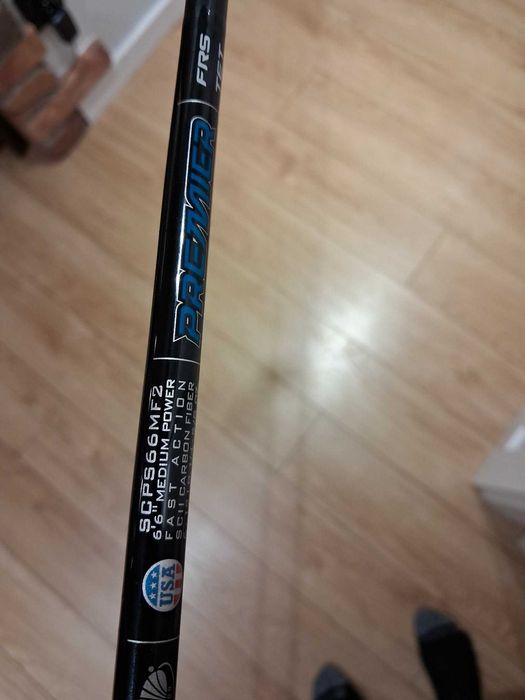 FRS
PREMIER
SCPS66MF2
6'6" MEDIUM POWER
FAST ACTION
SCII CARBON FIBER
USA